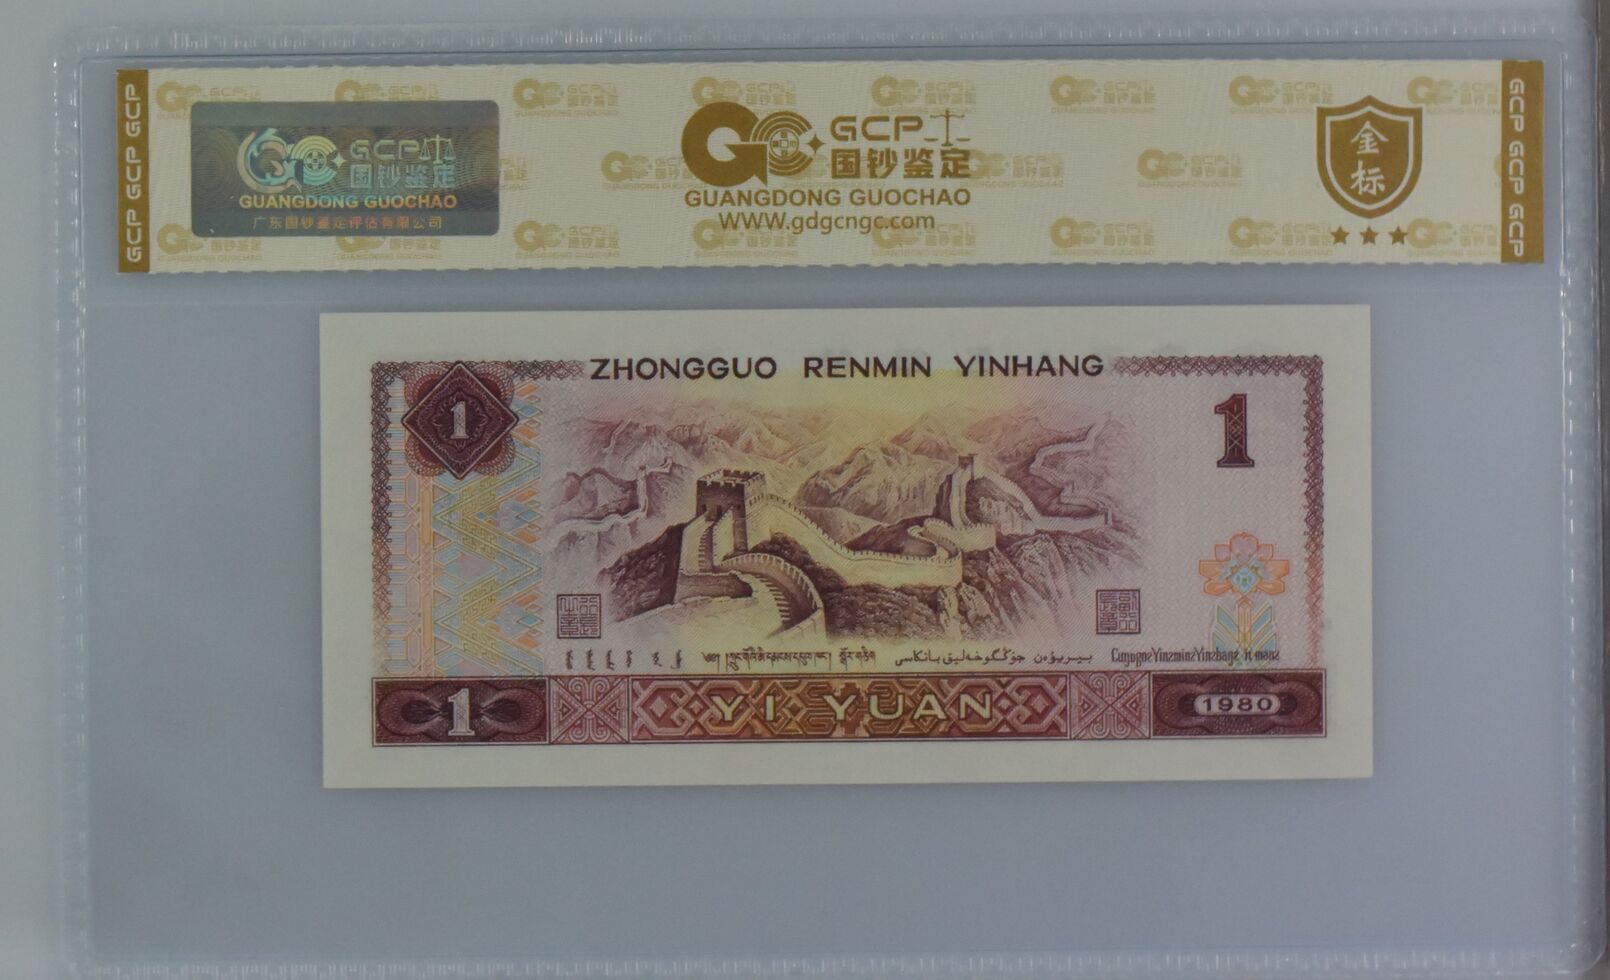 GCP GCP GCP
GCP 国钞鉴定
GUANGDONG GUOCHAO
广东国钞鉴定评估有限公司
GCP
国钞鉴定
GUANGDONG GUOCHAO
WWW.gdgcngc.com
金标
GCP GCP GCP
ZHONGGUO RENMIN YINHANG
1
1
1
YI YUAN
1980